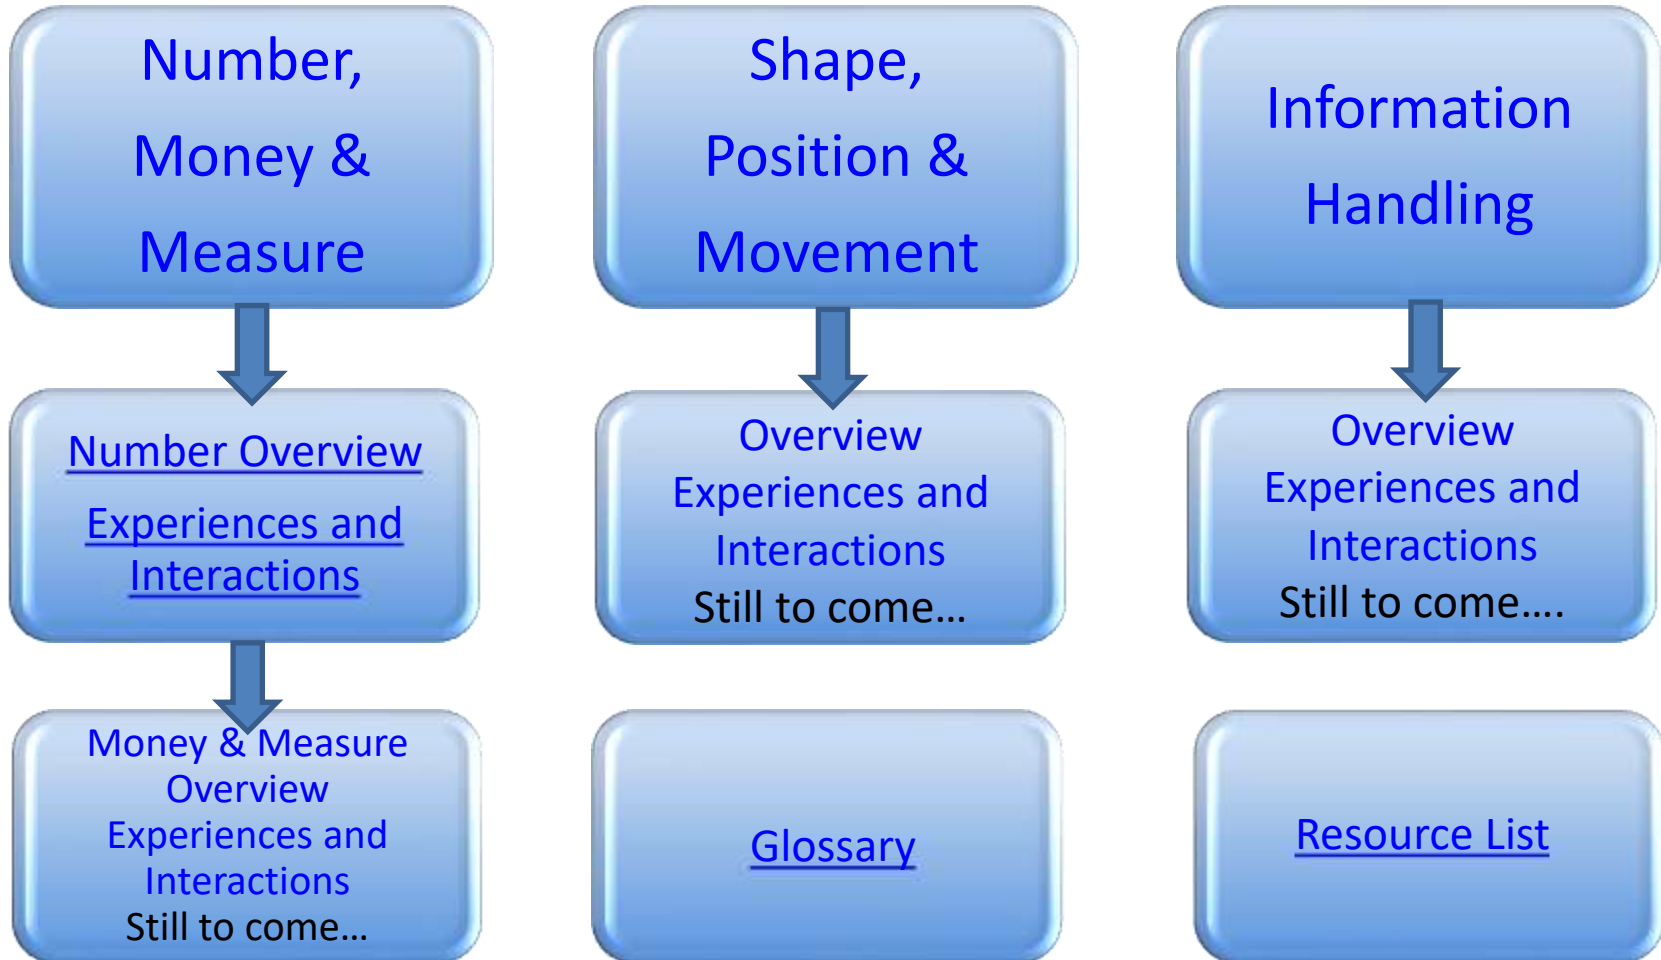 Number,
Money &
Measure
Shape,
Position &
Movement
Information
Handling
Number Overview
Experiences and
Interactions
Overview
Experiences and
Interactions
Still to come…
Overview
Experiences and
Interactions
Still to come….
Money & Measure
Overview
Experiences and
Interactions
Still to come…
Glossary
Resource List